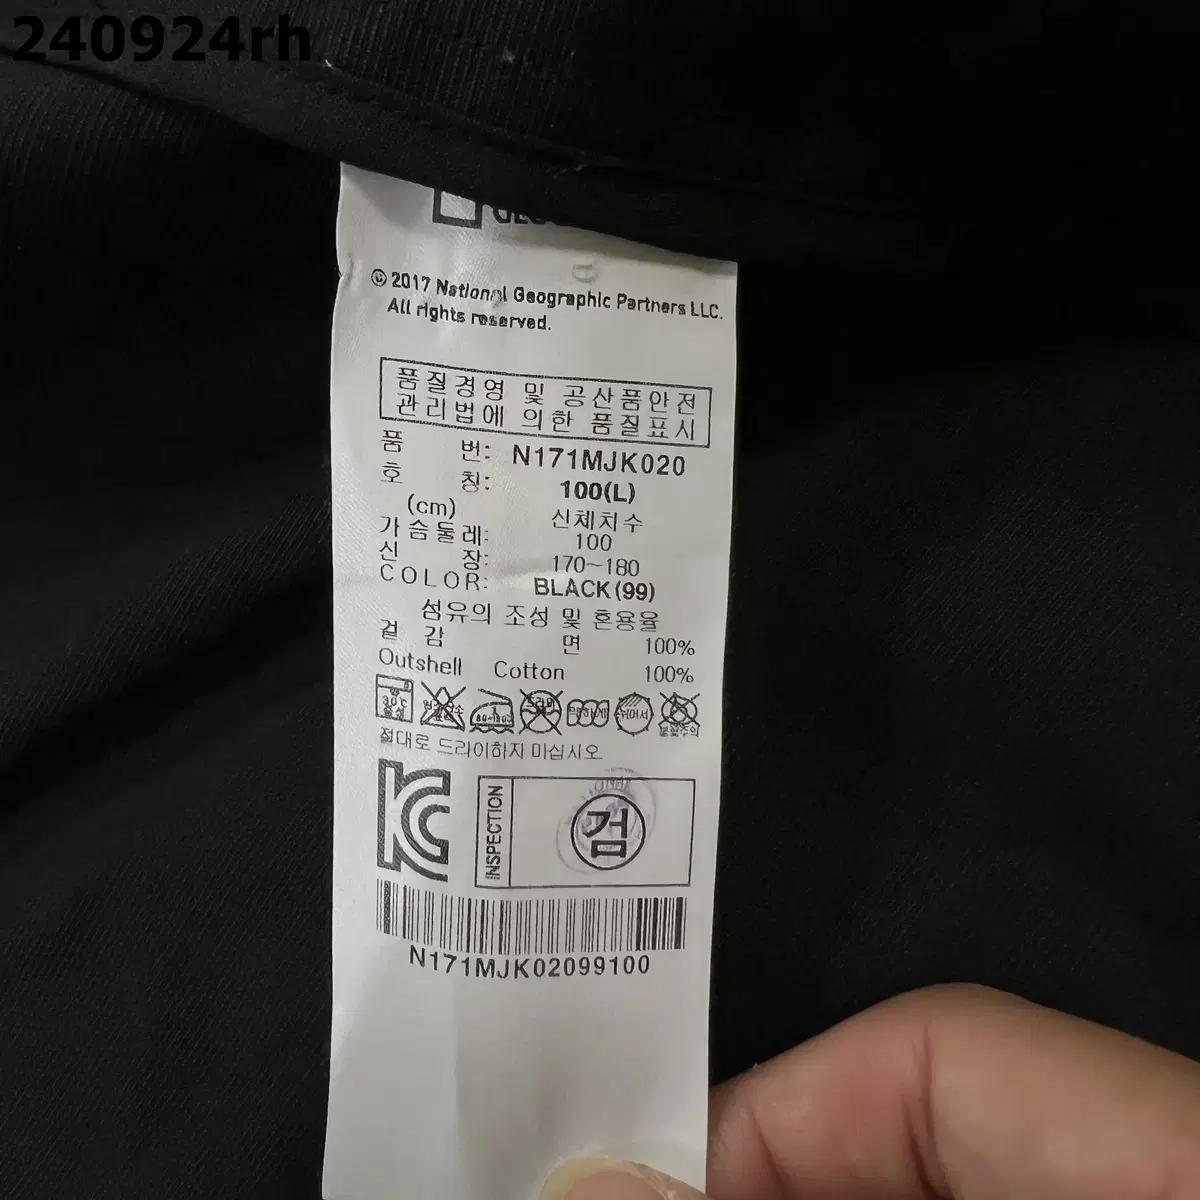 240924rh
© 2017 National Geographic Partners LLC.
All rights reserved.
품질경영 및 공산품안전
관리법에 의한 품질표시
품 번: N171MJK020
호 칭: 100(L)
(cm) 신체치수
가슴둘레: 100
신 장: 170~180
COLOR: BLACK(99)
섬유의 조성 및 혼용율
겉 감 면 100%
Outshell Cotton 100%
30℃ 중성
절대로 드라이하지 마십시오
INSPECTION
검
N171MJK02099100